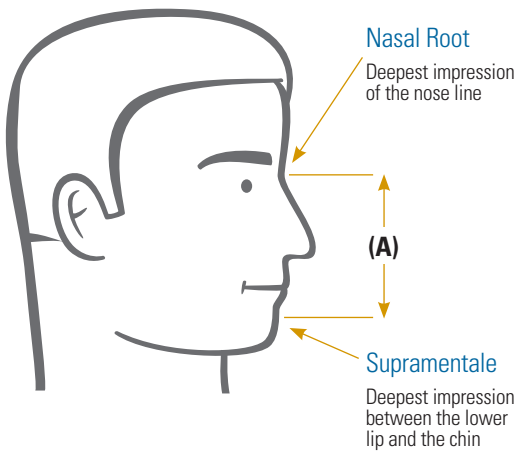 Nasal Root
Deepest impression
of the nose line
(A)
Supramentale
Deepest impression
between the lower
lip and the chin